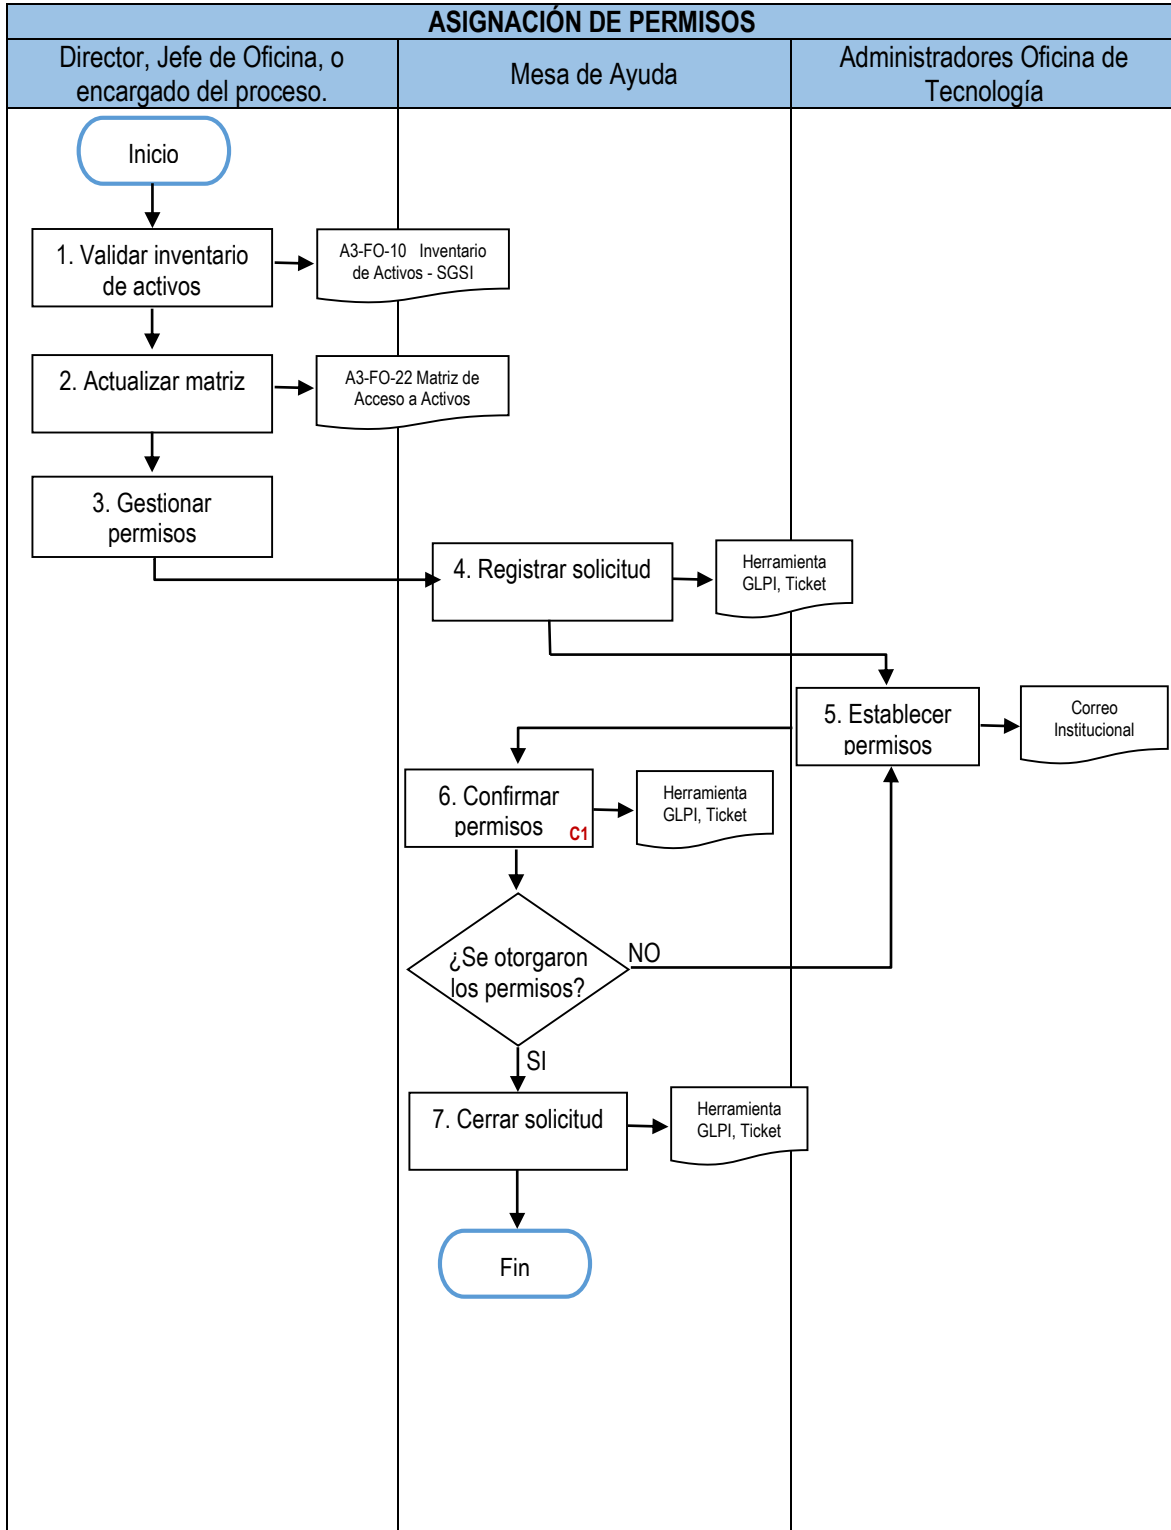 ASIGNACIÓN DE PERMISOS
Director, Jefe de Oficina, o
encargado del proceso.
Mesa de Ayuda
Administradores Oficina de
Tecnología
Inicio
1. Validar inventario
de activos
A3-FO-10 Inventario
de Activos - SGSI
2. Actualizar matriz
A3-FO-22 Matriz de
Acceso a Activos
3. Gestionar
permisos
4. Registrar solicitud
Herramienta
GLPI, Ticket
5. Establecer
permisos
Correo
Institucional
6. Confirmar
permisos
C1
Herramienta
GLPI, Ticket
¿Se otorgaron
los permisos?
NO
SI
7. Cerrar solicitud
Herramienta
GLPI, Ticket
Fin